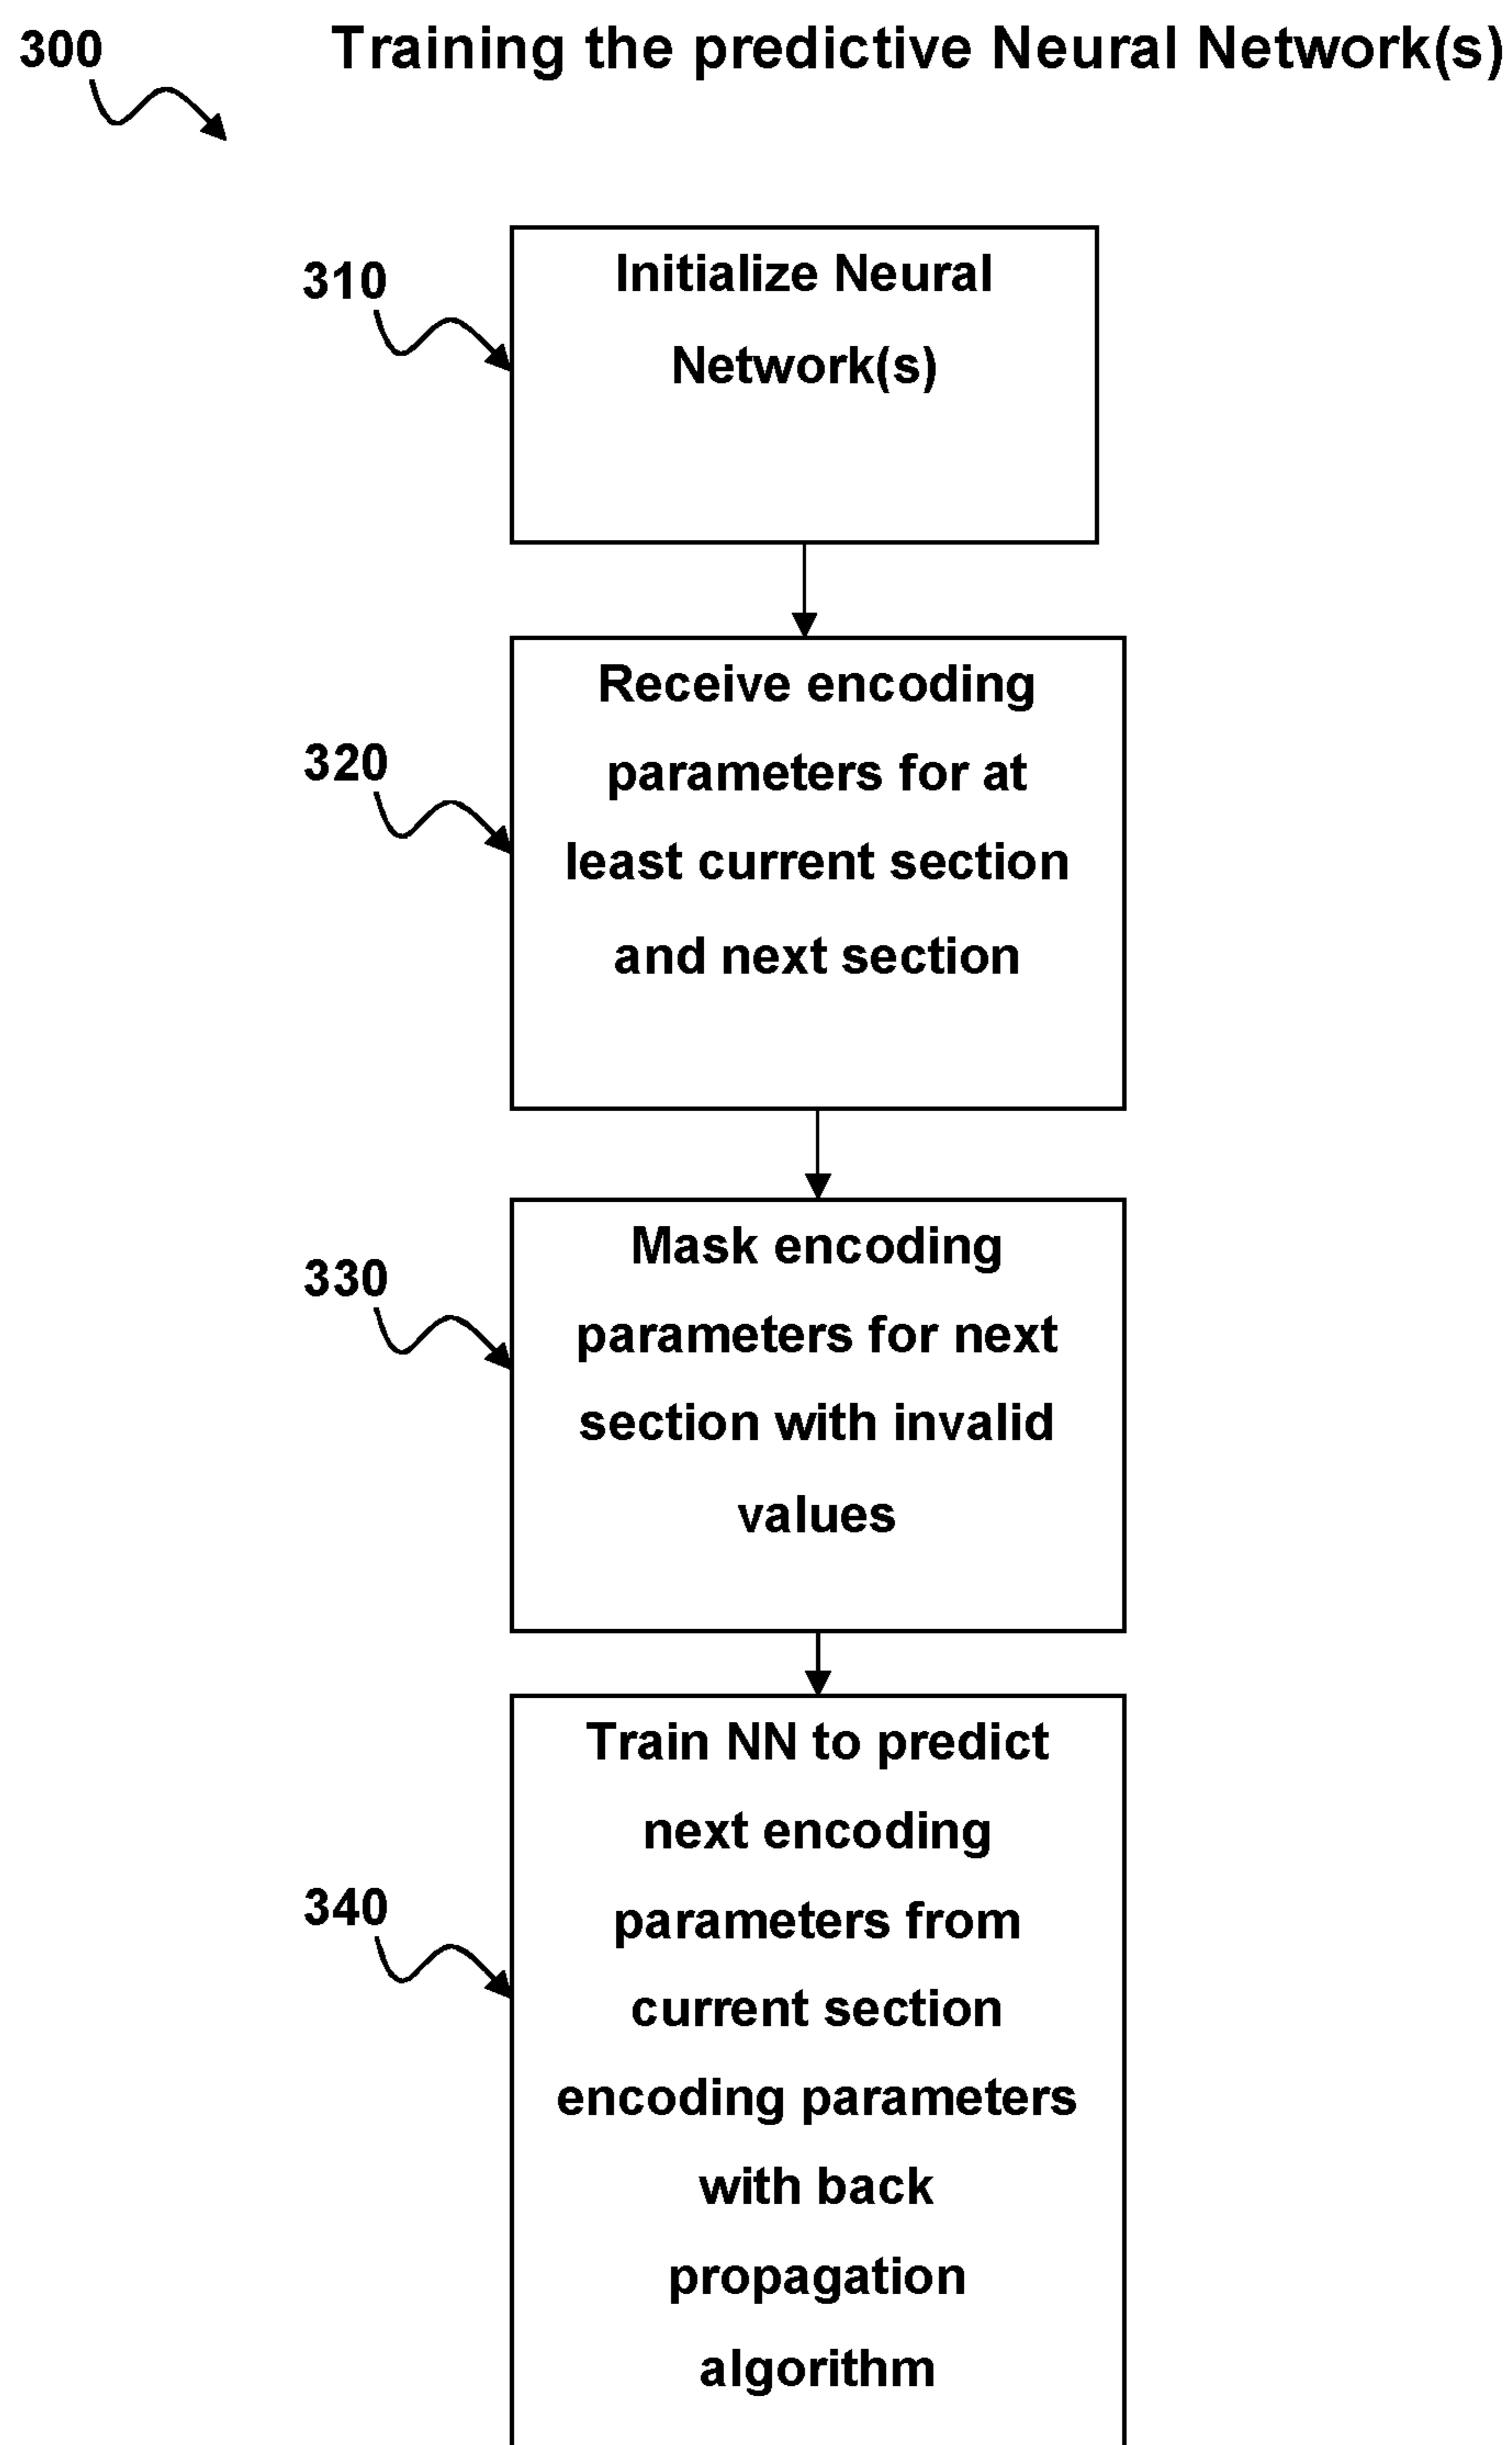 300
Training the predictive Neural Network(s)
310
Initialize Neural
Network(s)
320
Receive encoding
parameters for at
least current section
and next section
330
Mask encoding
parameters for next
section with invalid
values
340
Train NN to predict
next encoding
parameters from
current section
encoding parameters
with back
propagation
algorithm